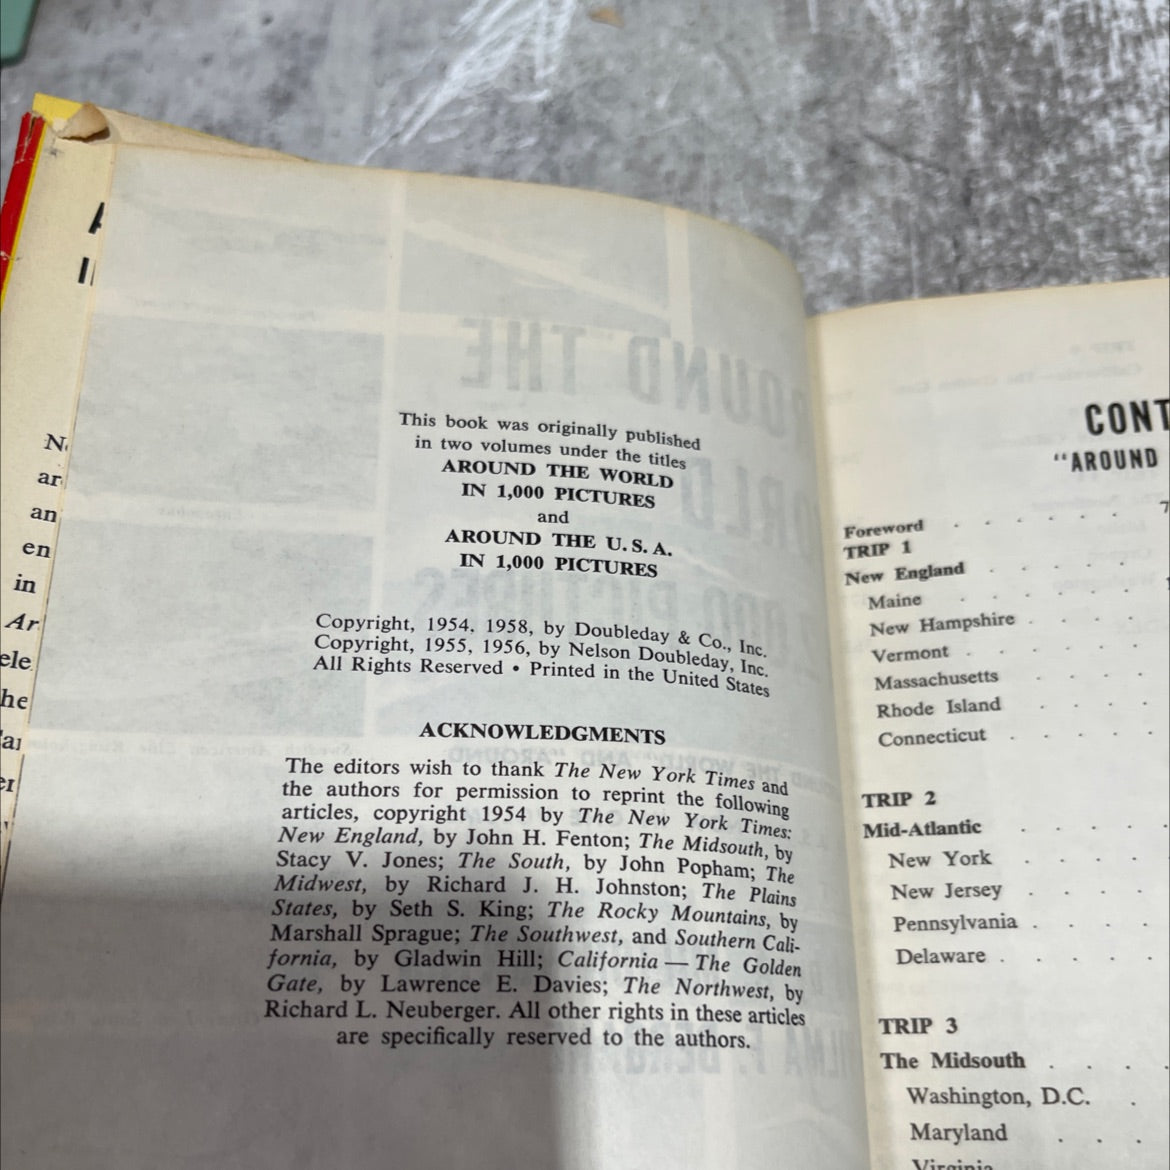 This book was originally published
in two volumes under the titles
AROUND THE WORLD
IN 1,000 PICTURES
and
AROUND THE U. S. A.
IN 1,000 PICTURES
Copyright, 1954, 1958, by Doubleday & Co., Inc.
Copyright, 1955, 1956, by Nelson Doubleday, Inc.
All Rights Reserved • Printed in the United States
ACKNOWLEDGMENTS
The editors wish to thank The New York Times and
the authors for permission to reprint the following
articles, copyright 1954 by The New York Times:
New England, by John H. Fenton; The Midsouth, by
Stacy V. Jones; The South, by John Popham; The
Midwest, by Richard J. H. Johnston; The Plains
States, by Seth S. King; The Rocky Mountains, by
Marshall Sprague; The Southwest, and Southern Cali-
fornia, by Gladwin Hill; California — The Golden
Gate, by Lawrence E. Davies; The Northwest, by
Richard L. Neuberger. All other rights in these articles
are specifically reserved to the authors.
CONT
"AROUND
Foreword . . . . . 7
TRIP 1
New England . . . . .
Maine . . . . .
New Hampshire . . .
Vermont . . . . .
Massachusetts . . .
Rhode Island . . .
Connecticut . . . .
TRIP 2
Mid-Atlantic . . . .
New York . . . .
New Jersey . . . .
Pennsylvania . . . .
Delaware . . . . .
TRIP 3
The Midsouth . . .
Washington, D.C. .
Maryland . . .
Virginia